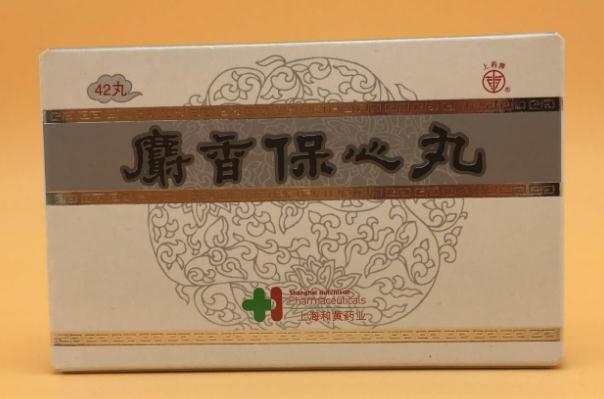 42丸
上药牌
®
麝香保心丸
Shanghai Hutchison
Pharmaceuticals
上海和黄药业